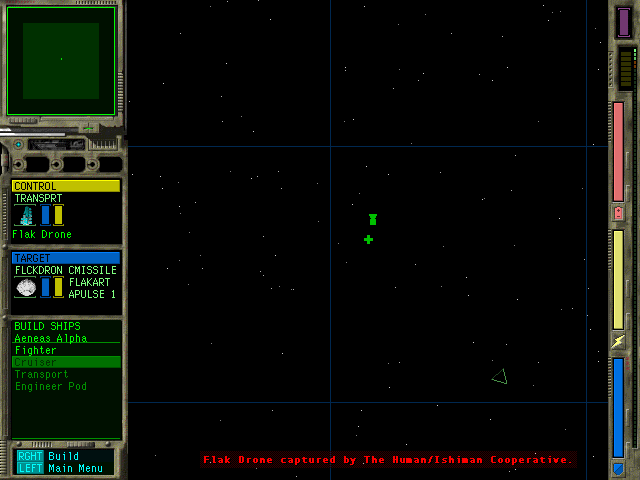 CONTROL
TRANSPRT
Flak Drone
TARGET
FLCKDRON CMISSILE
FLAKART
APULSE 1
BUILD SHIPS
Aeneas Alpha
Fighter
Cruiser
Transport
Engineer Pod
RGHT Build
LEFT Main Menu
Flak Drone captured by The Human/Ishiman Cooperative.